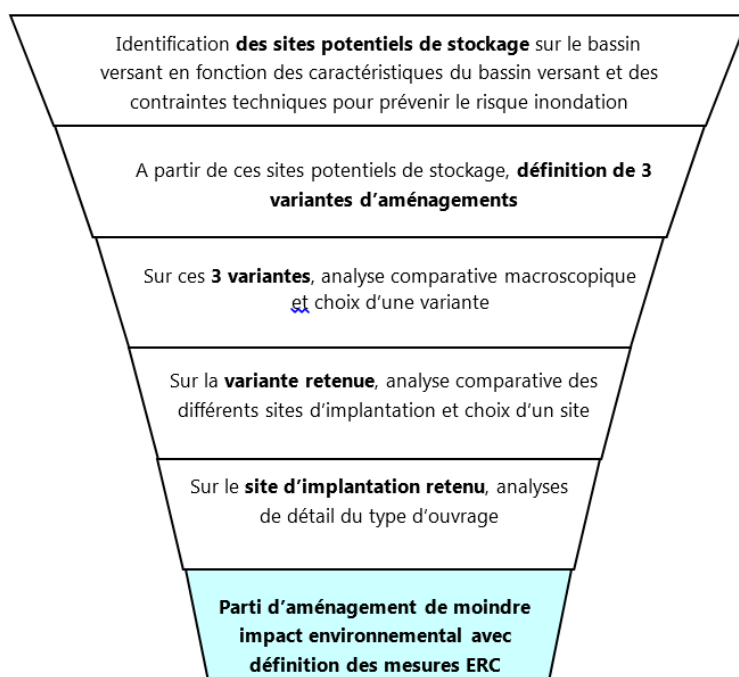 Identification des sites potentiels de stockage sur le bassin
versant en fonction des caractéristiques du bassin versant et des
contraintes techniques pour prévenir le risque inondation
A partir de ces sites potentiels de stockage, définition de 3
variantes d’aménagements
Sur ces 3 variantes, analyse comparative macroscopique
et choix d’une variante
Sur la variante retenue, analyse comparative des
différents sites d’implantation et choix d’un site
Sur le site d’implantation retenu, analyses
de détail du type d’ouvrage
Parti d’aménagement de moindre
impact environnemental avec
définition des mesures ERC